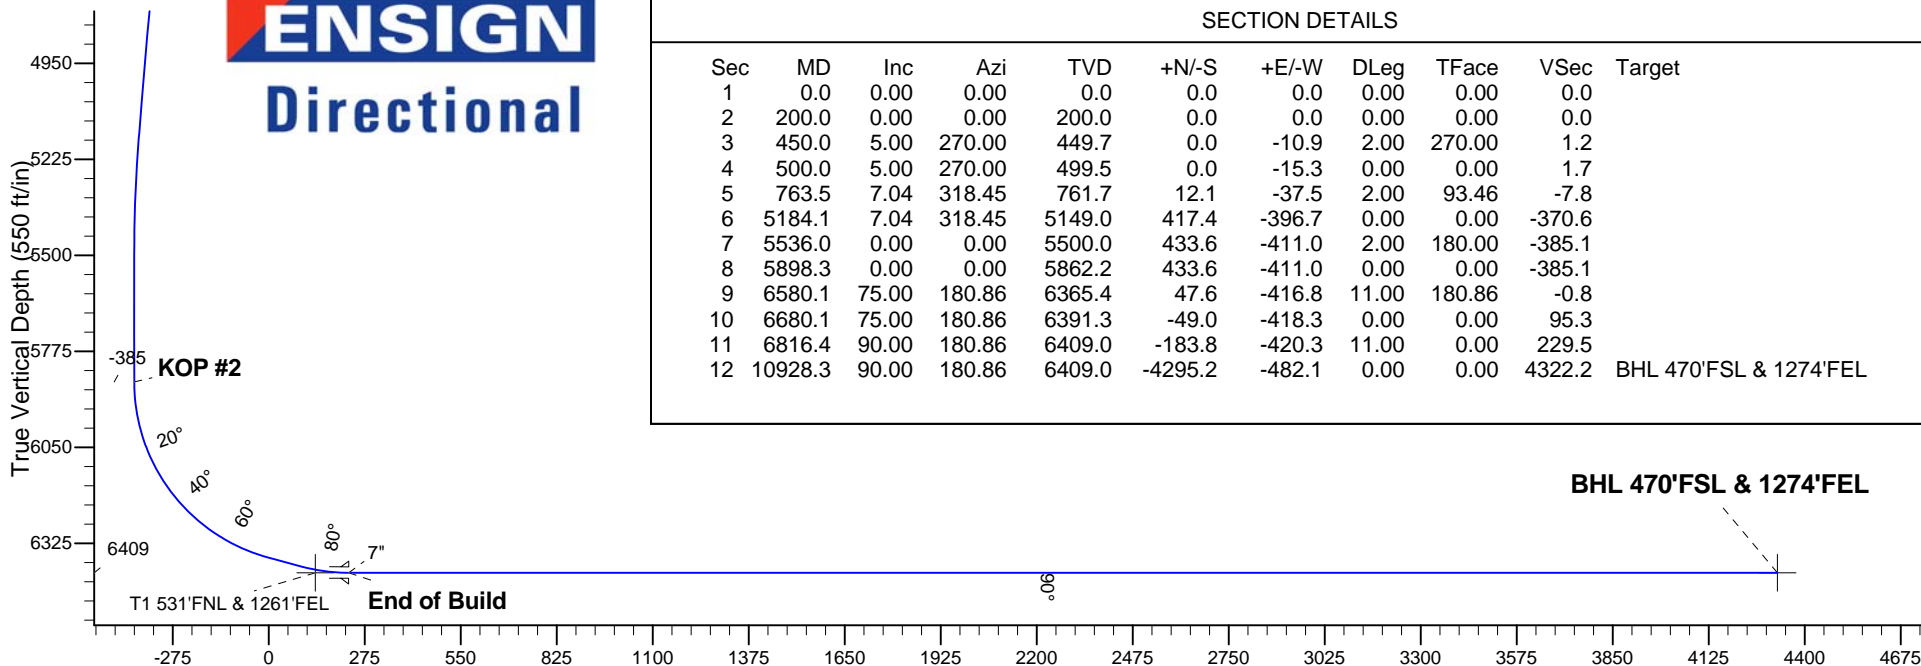 ENSIGN
Directional
SECTION DETAILS
Sec MD Inc Azi TVD +N/-S +E/-W DLeg TFace VSec Target
1 0.0 0.00 0.00 0.0 0.0 0.0 0.00 0.00 0.0
2 200.0 0.00 0.00 200.0 0.0 0.0 0.00 0.00 0.0
3 450.0 5.00 270.00 449.7 0.0 -10.9 2.00 270.00 1.2
4 500.0 5.00 270.00 499.5 0.0 -15.3 0.00 0.00 1.7
5 763.5 7.04 318.45 761.7 12.1 -37.5 2.00 93.46 -7.8
6 5184.1 7.04 318.45 5149.0 417.4 -396.7 0.00 0.00 -370.6
7 5536.0 0.00 0.00 5500.0 433.6 -411.0 2.00 180.00 -385.1
8 5898.3 0.00 0.00 5862.2 433.6 -411.0 0.00 0.00 -385.1
9 6580.1 75.00 180.86 6365.4 47.6 -416.8 11.00 180.86 -0.8
10 6680.1 75.00 180.86 6391.3 -49.0 -418.3 0.00 0.00 95.3
11 6816.4 90.00 180.86 6409.0 -183.8 -420.3 11.00 0.00 229.5
12 10928.3 90.00 180.86 6409.0 -4295.2 -482.1 0.00 0.00 4322.2 BHL 470'FSL & 1274'FEL
True Vertical Depth (550 ft/in)
4950
5225
5500
5775
6050
6325
-385
KOP #2
20°
40°
60°
80°
6409
7"
T1 531'FNL & 1261'FEL
End of Build
90°
BHL 470'FSL & 1274'FEL
-275 0 275 550 825 1100 1375 1650 1925 2200 2475 2750 3025 3300 3575 3850 4125 4400 4675